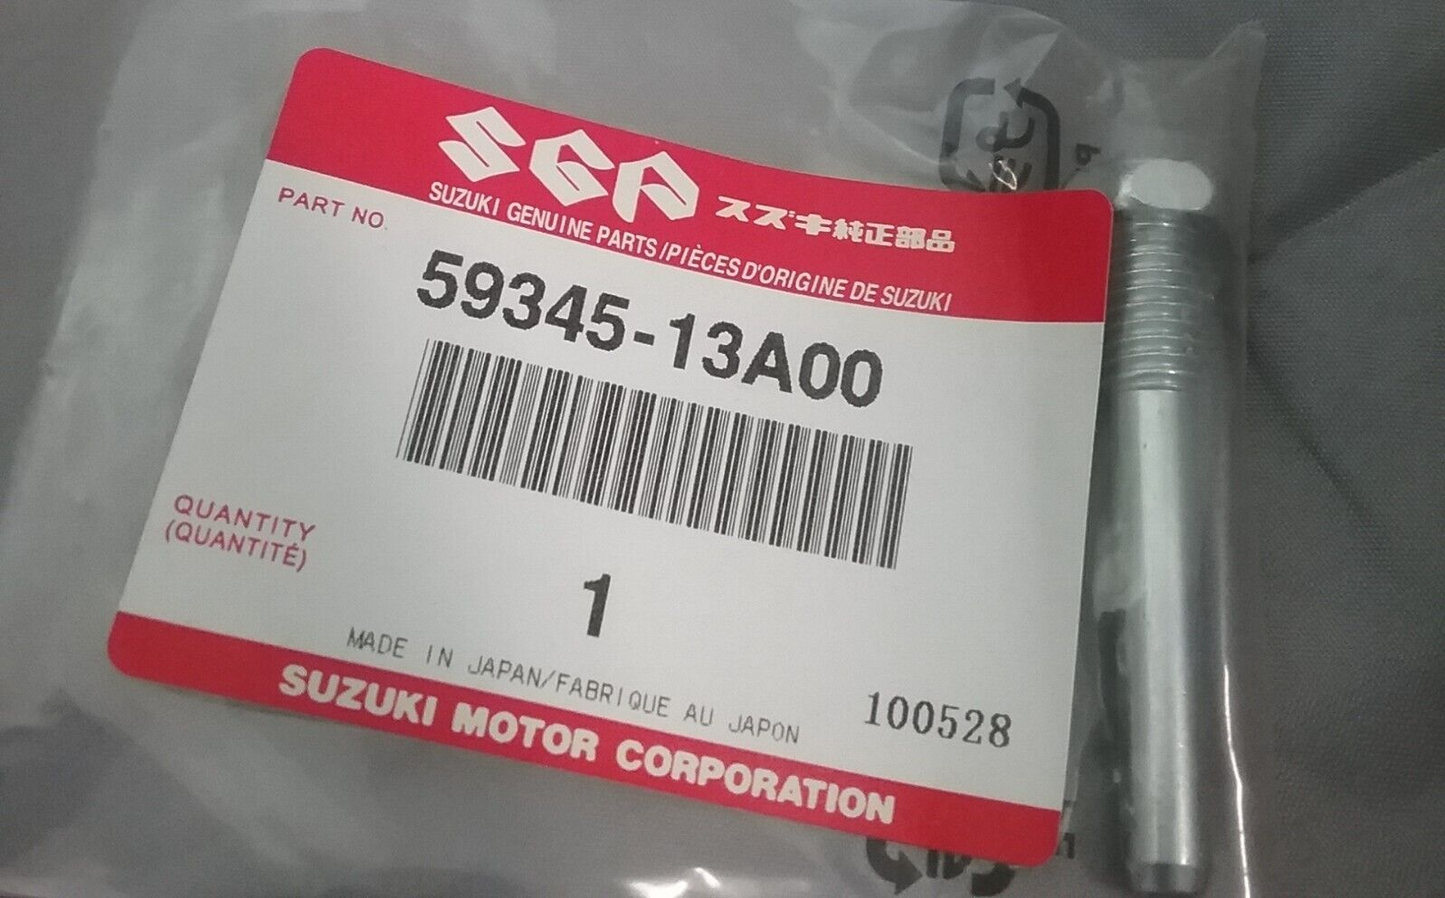 SGP スズキ純正部品
SUZUKI GENUINE PARTS/PIÈCES D'ORIGINE DE SUZUKI
PART NO.
59345-13A00
QUANTITY
(QUANTITÉ)
1
MADE IN JAPAN/FABRIQUE AU JAPON
100528
SUZUKI MOTOR CORPORATION